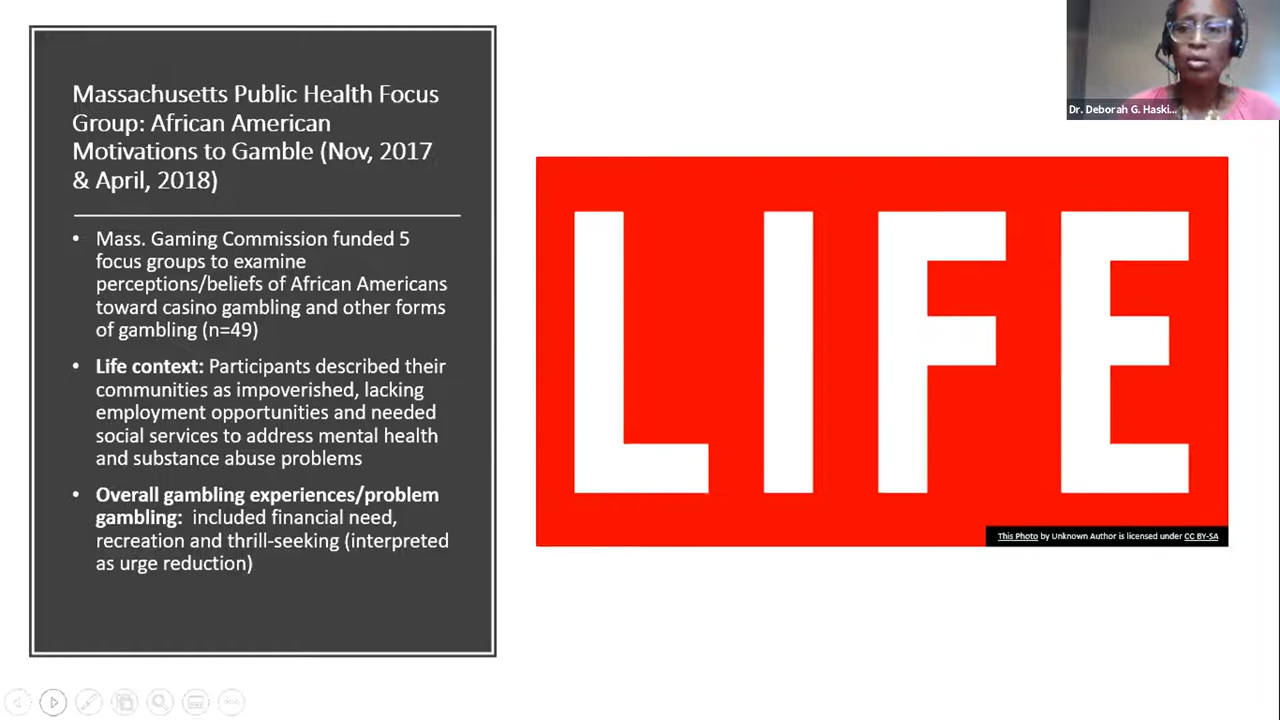 Massachusetts Public Health Focus
Group: African American
Motivations to Gamble (Nov, 2017
& April, 2018)
• Mass. Gaming Commission funded 5
focus groups to examine
perceptions/beliefs of African Americans
toward casino gambling and other forms
of gambling (n=49)
• Life context: Participants described their
communities as impoverished, lacking
employment opportunities and needed
social services to address mental health
and substance abuse problems
• Overall gambling experiences/problem
gambling: included financial need,
recreation and thrill-seeking (interpreted
as urge reduction)
LIFE
This Photo by Unknown Author is licensed under CC BY-SA
Dr. Deborah G. Haski...